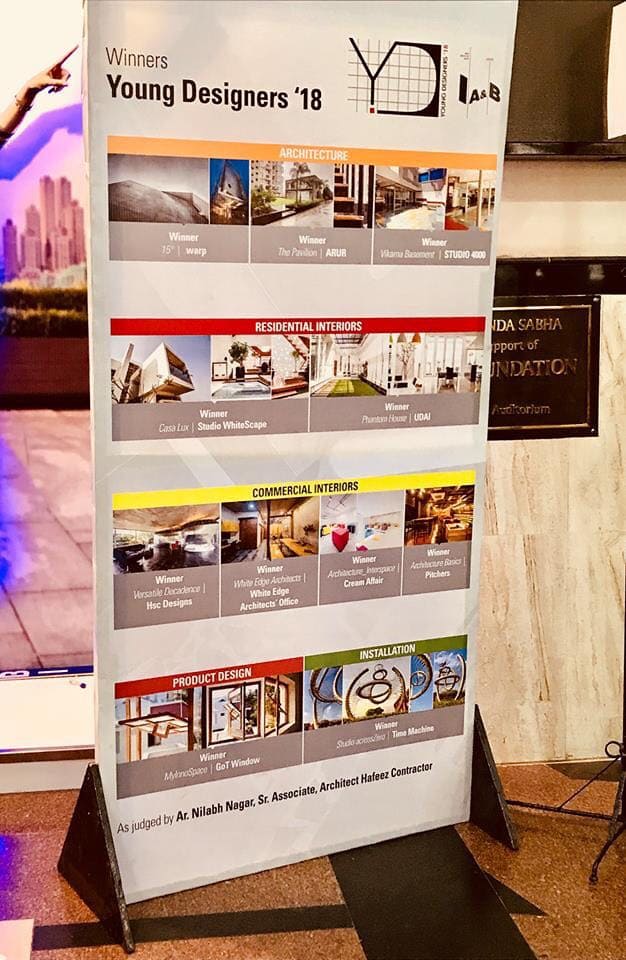 Winners
Young Designers ‘18
YD
YOUNG DESIGNERS '18
IA&B
ARCHITECTURE
Winner
15° | warp
Winner
The Pavilion | ARUR
Winner
Vikarna Basement | STUDIO 4000
RESIDENTIAL INTERIORS
Winner
Casa Lux | Studio WhiteScape
Winner
Phantom House | UDAI
COMMERCIAL INTERIORS
Winner
Versatile Decadence |
Hsc Designs
Winner
White Edge Architects |
White Edge
Architects' Office
Winner
Architecture_Interspace |
Cream Affair
Winner
Architecture Basics |
Pitchers
PRODUCT DESIGN
Winner
MyInnoSpace | GoT Window
INSTALLATION
Winner
Studio acrossZero | Time Machine
As judged by Ar. Nilabh Nagar, Sr. Associate, Architect Hafeez Contractor
NDA SABHA
pport of
UNDATION
Auditorium